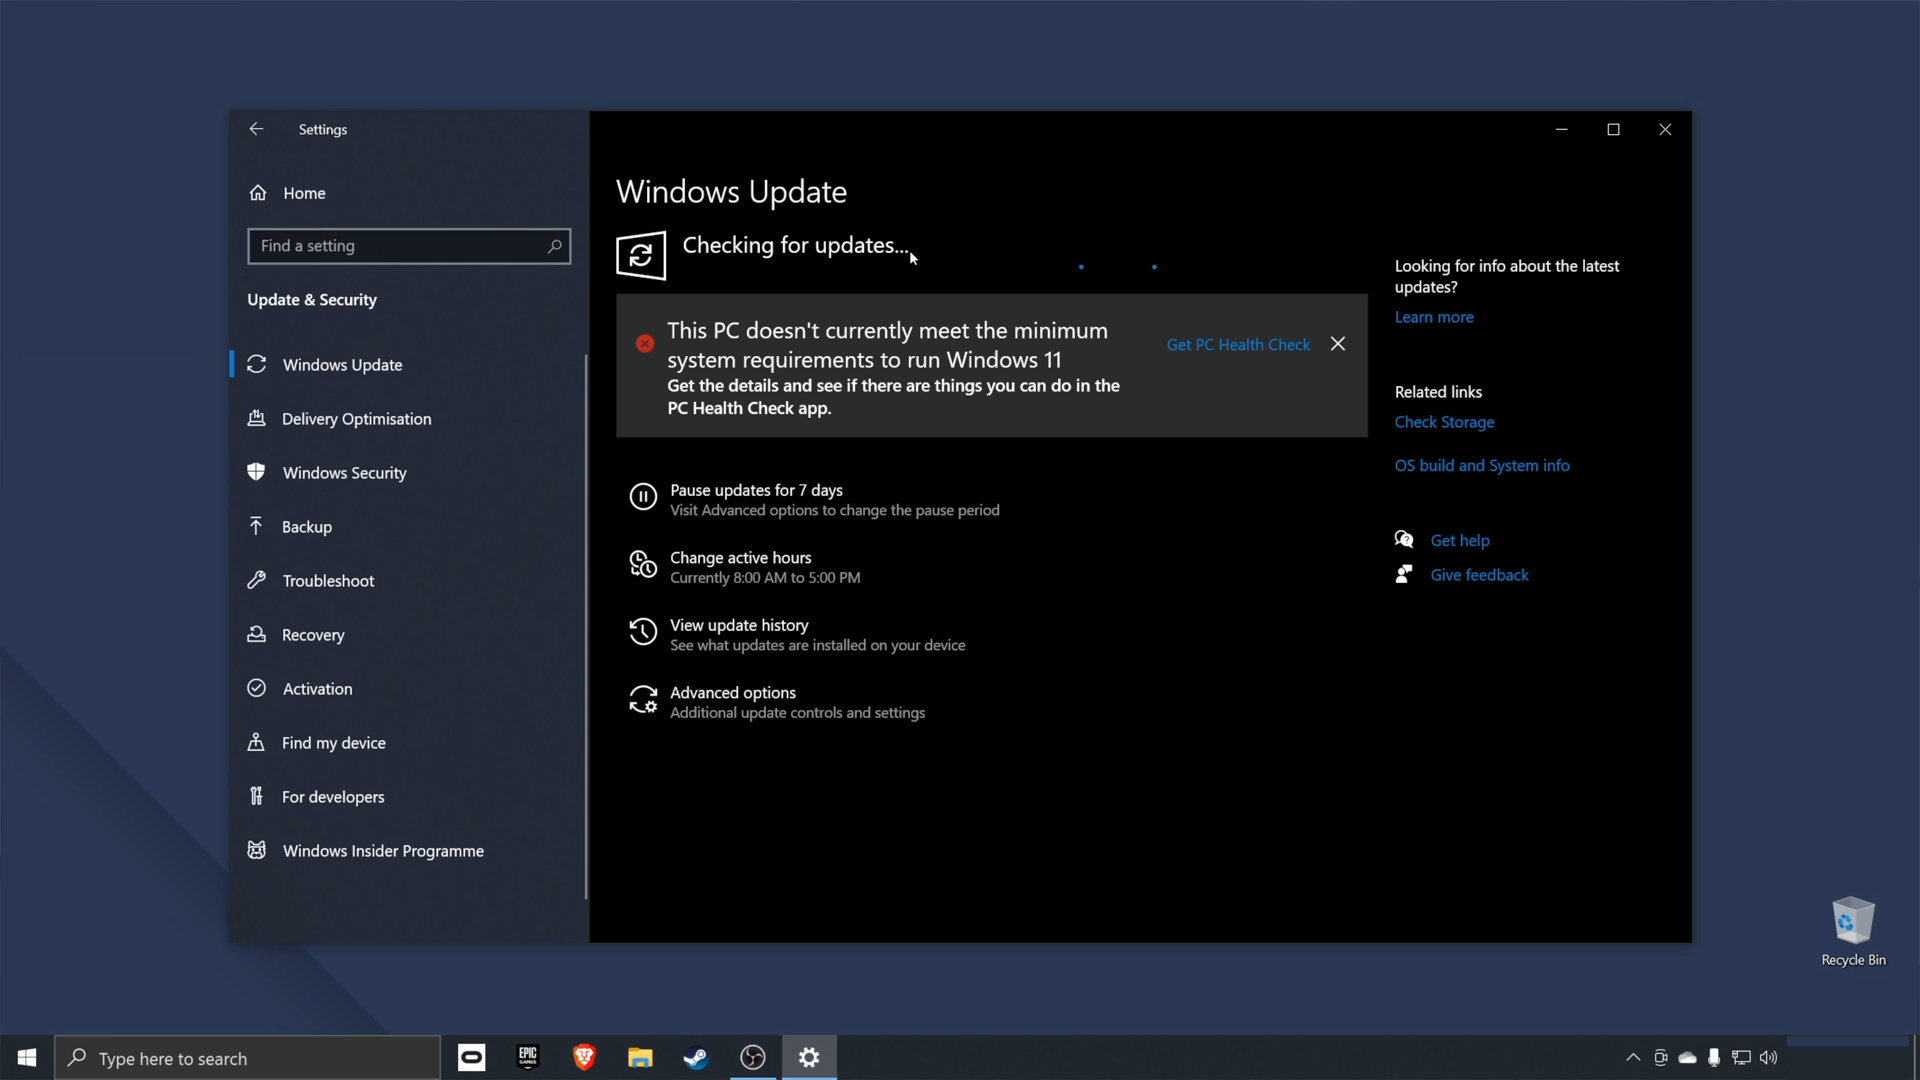 Settings
Home
Find a setting
Update & Security
Windows Update
Delivery Optimisation
Windows Security
Backup
Troubleshoot
Recovery
Activation
Find my device
For developers
Windows Insider Programme
Windows Update
Checking for updates...
This PC doesn't currently meet the minimum
system requirements to run Windows 11
Get the details and see if there are things you can do in the
PC Health Check app.
Get PC Health Check
Pause updates for 7 days
Visit Advanced options to change the pause period
Change active hours
Currently 8:00 AM to 5:00 PM
View update history
See what updates are installed on your device
Advanced options
Additional update controls and settings
Looking for info about the latest
updates?
Learn more
Related links
Check Storage
OS build and System info
Get help
Give feedback
Recycle Bin
Type here to search
EPIC
GAMES